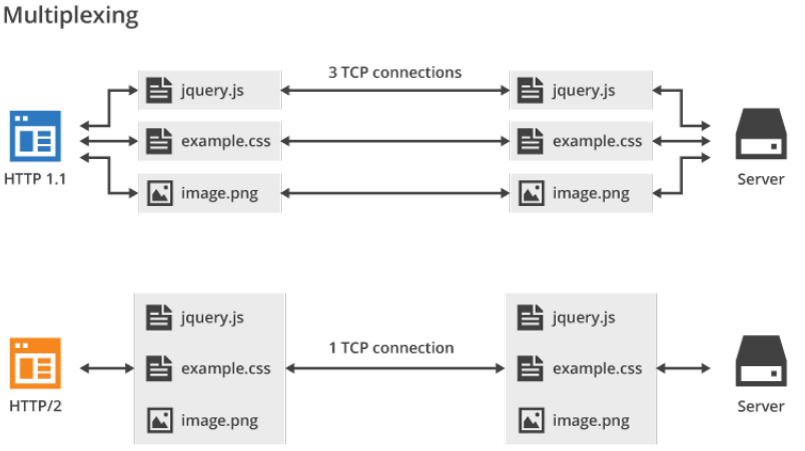 Multiplexing
3 TCP connections
jquery.js
jquery.js
example.css
example.css
HTTP 1.1
image.png
image.png
Server
jquery.js
jquery.js
1 TCP connection
example.css
example.css
HTTP/2
image.png
image.png
Server